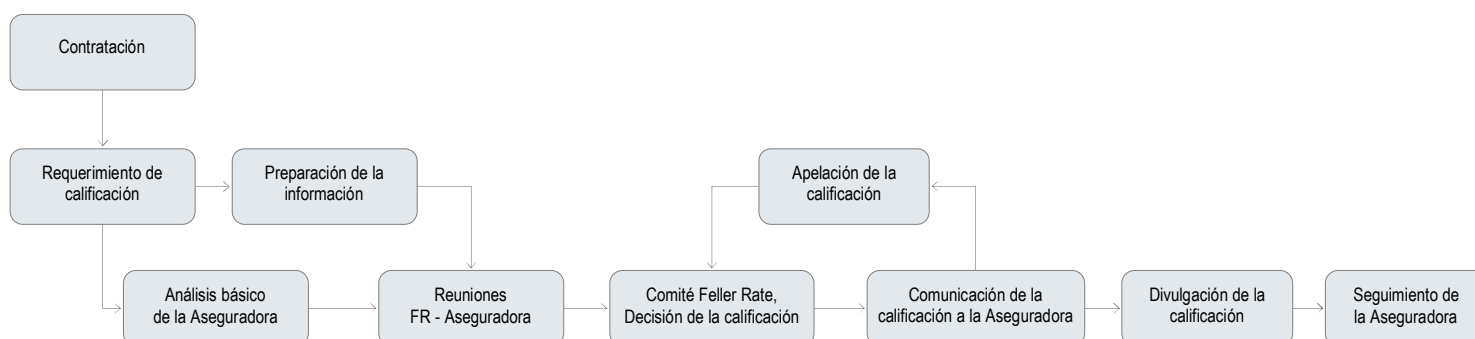 Contratación
Requerimiento de
calificación
Preparación de la
información
Apelación de la
calificación
Análisis básico
de la Aseguradora
Reuniones
FR - Aseguradora
Comité Feller Rate,
Decisión de la calificación
Comunicación de la
calificación a la Aseguradora
Divulgación de la
calificación
Seguimiento de
la Aseguradora